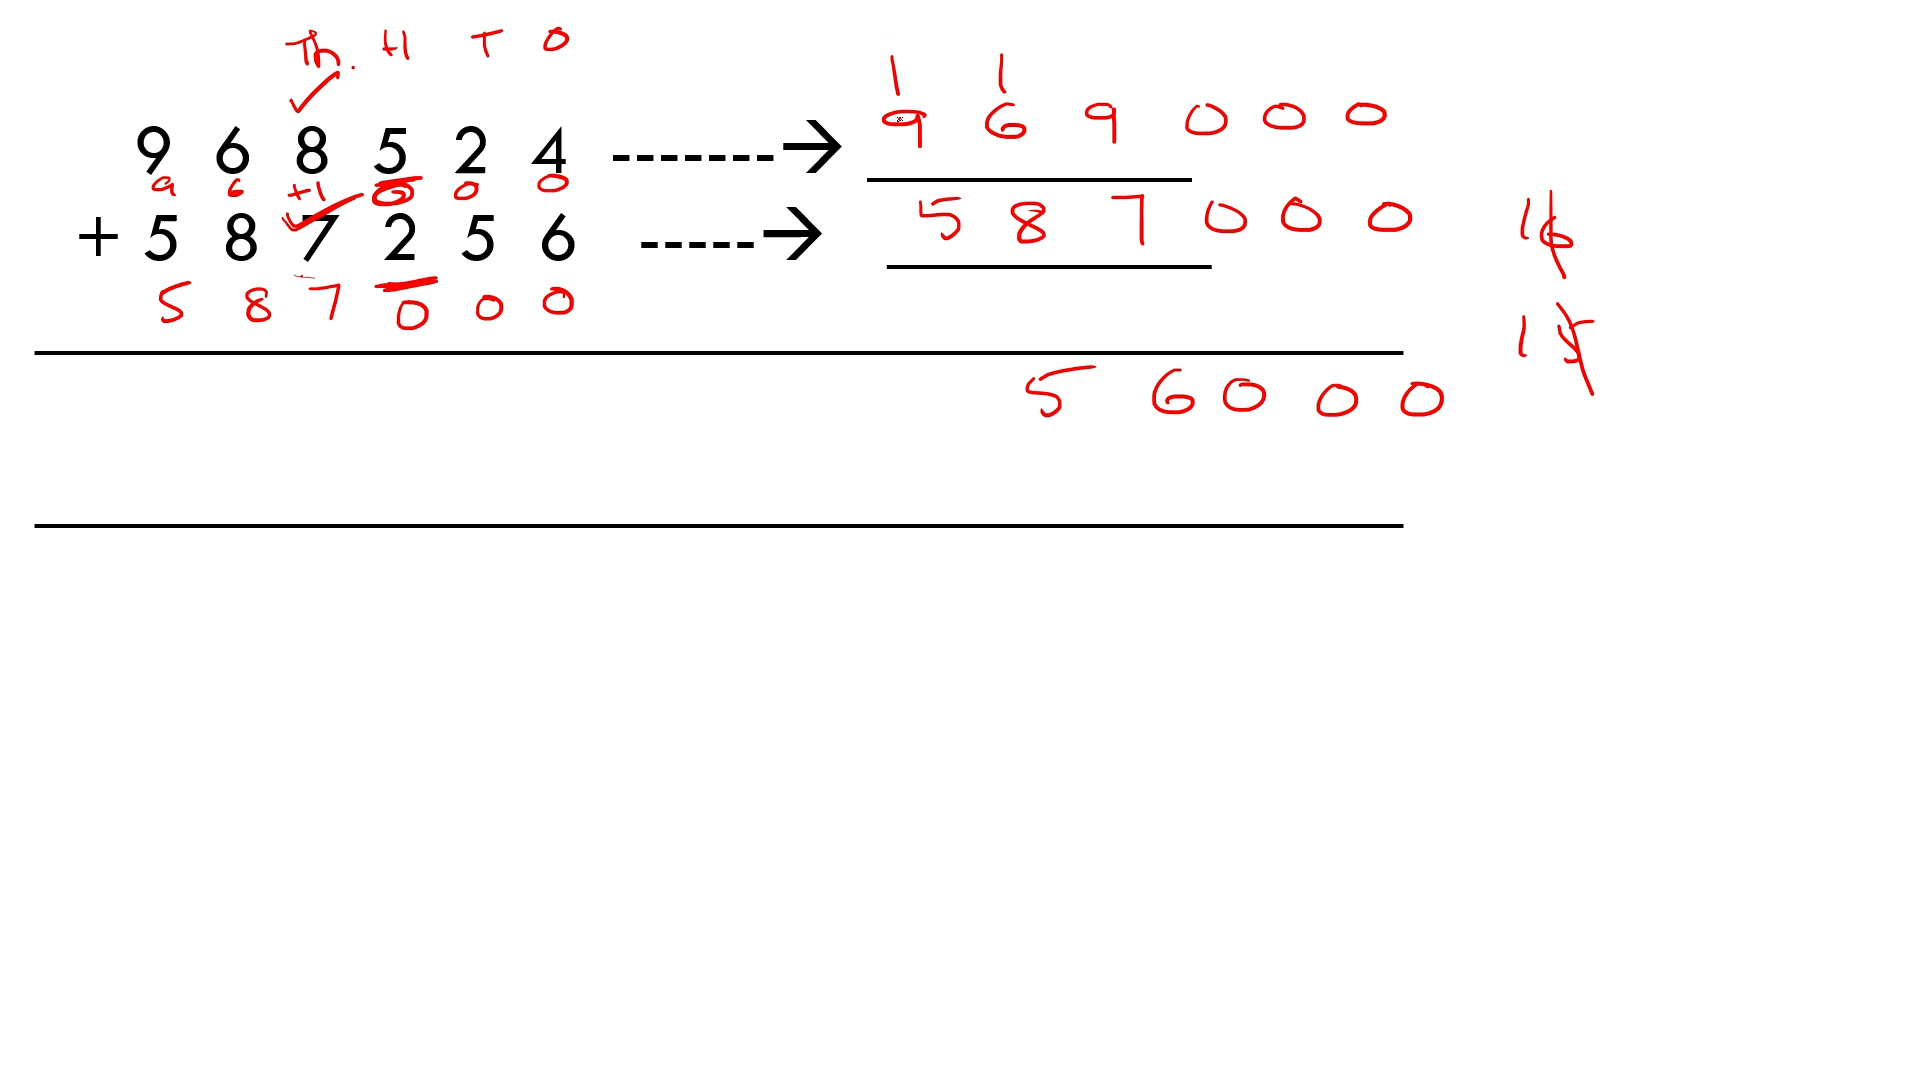 Th. H T O
1 1
9 6 8 5 2 4 -------→ 9 6 9 0 0 0
9 6 +1 0 0 0
+ 5 8 7 2 5 6 -----→ 5 8 7 0 0 0 16
5 8 7 0 0 0
15
5 6 0 0 0